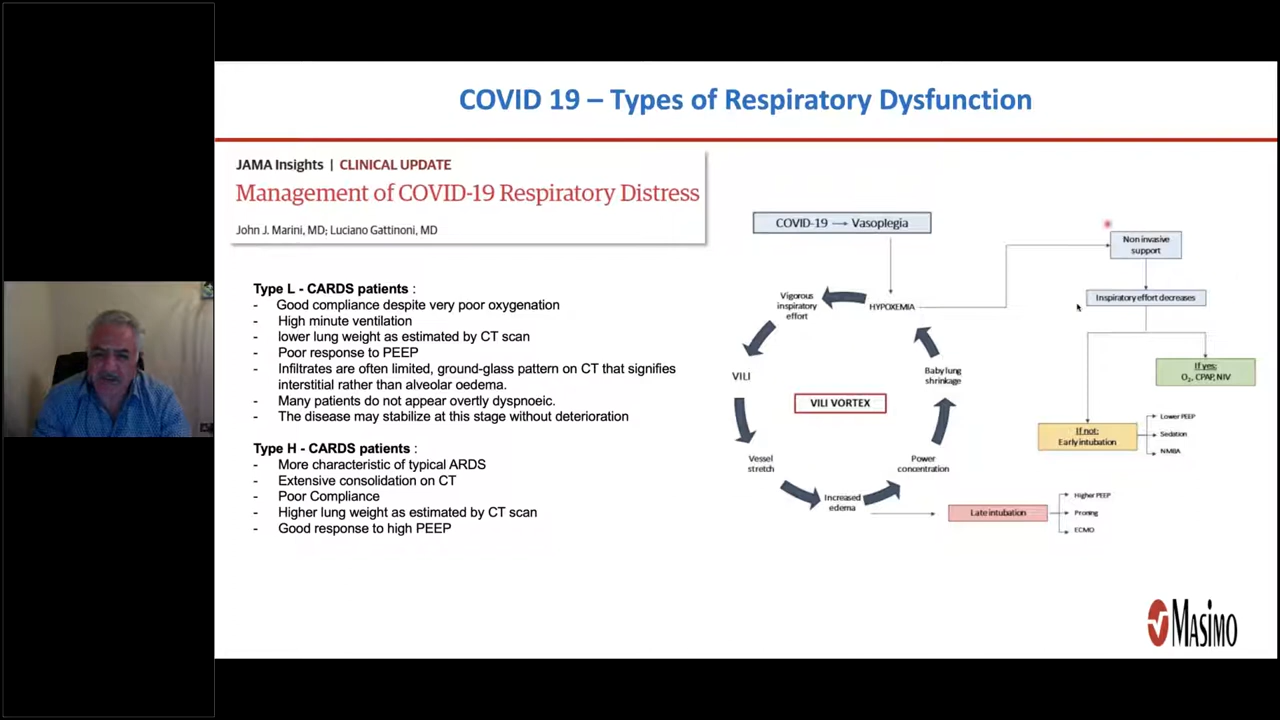 COVID 19 – Types of Respiratory Dysfunction
JAMA Insights | CLINICAL UPDATE
Management of COVID-19 Respiratory Distress
John J. Marini, MD; Luciano Gattinoni, MD
Type L - CARDS patients :
- Good compliance despite very poor oxygenation
- High minute ventilation
- lower lung weight as estimated by CT scan
- Poor response to PEEP
- Infiltrates are often limited, ground-glass pattern on CT that signifies
interstitial rather than alveolar oedema.
- Many patients do not appear overtly dyspnoeic.
- The disease may stabilize at this stage without deterioration
Type H - CARDS patients :
- More characteristic of typical ARDS
- Extensive consolidation on CT
- Poor Compliance
- Higher lung weight as estimated by CT scan
- Good response to high PEEP
COVID-19 → Vasoplegia
HYPOXEMIA
Vigorous
inspiratory
effort
VILI
Vessel
stretch
Increased
edema
Power
concentration
Baby lung
shrinkage
VILI VORTEX
Non invasive
support
Inspiratory effort decreases
If yes:
O₂, CPAP, NIV
If not:
Early intubation
Lower PEEP
Sedation
NMBA
Late intubation
Higher PEEP
Proning
ECMO
Masimo